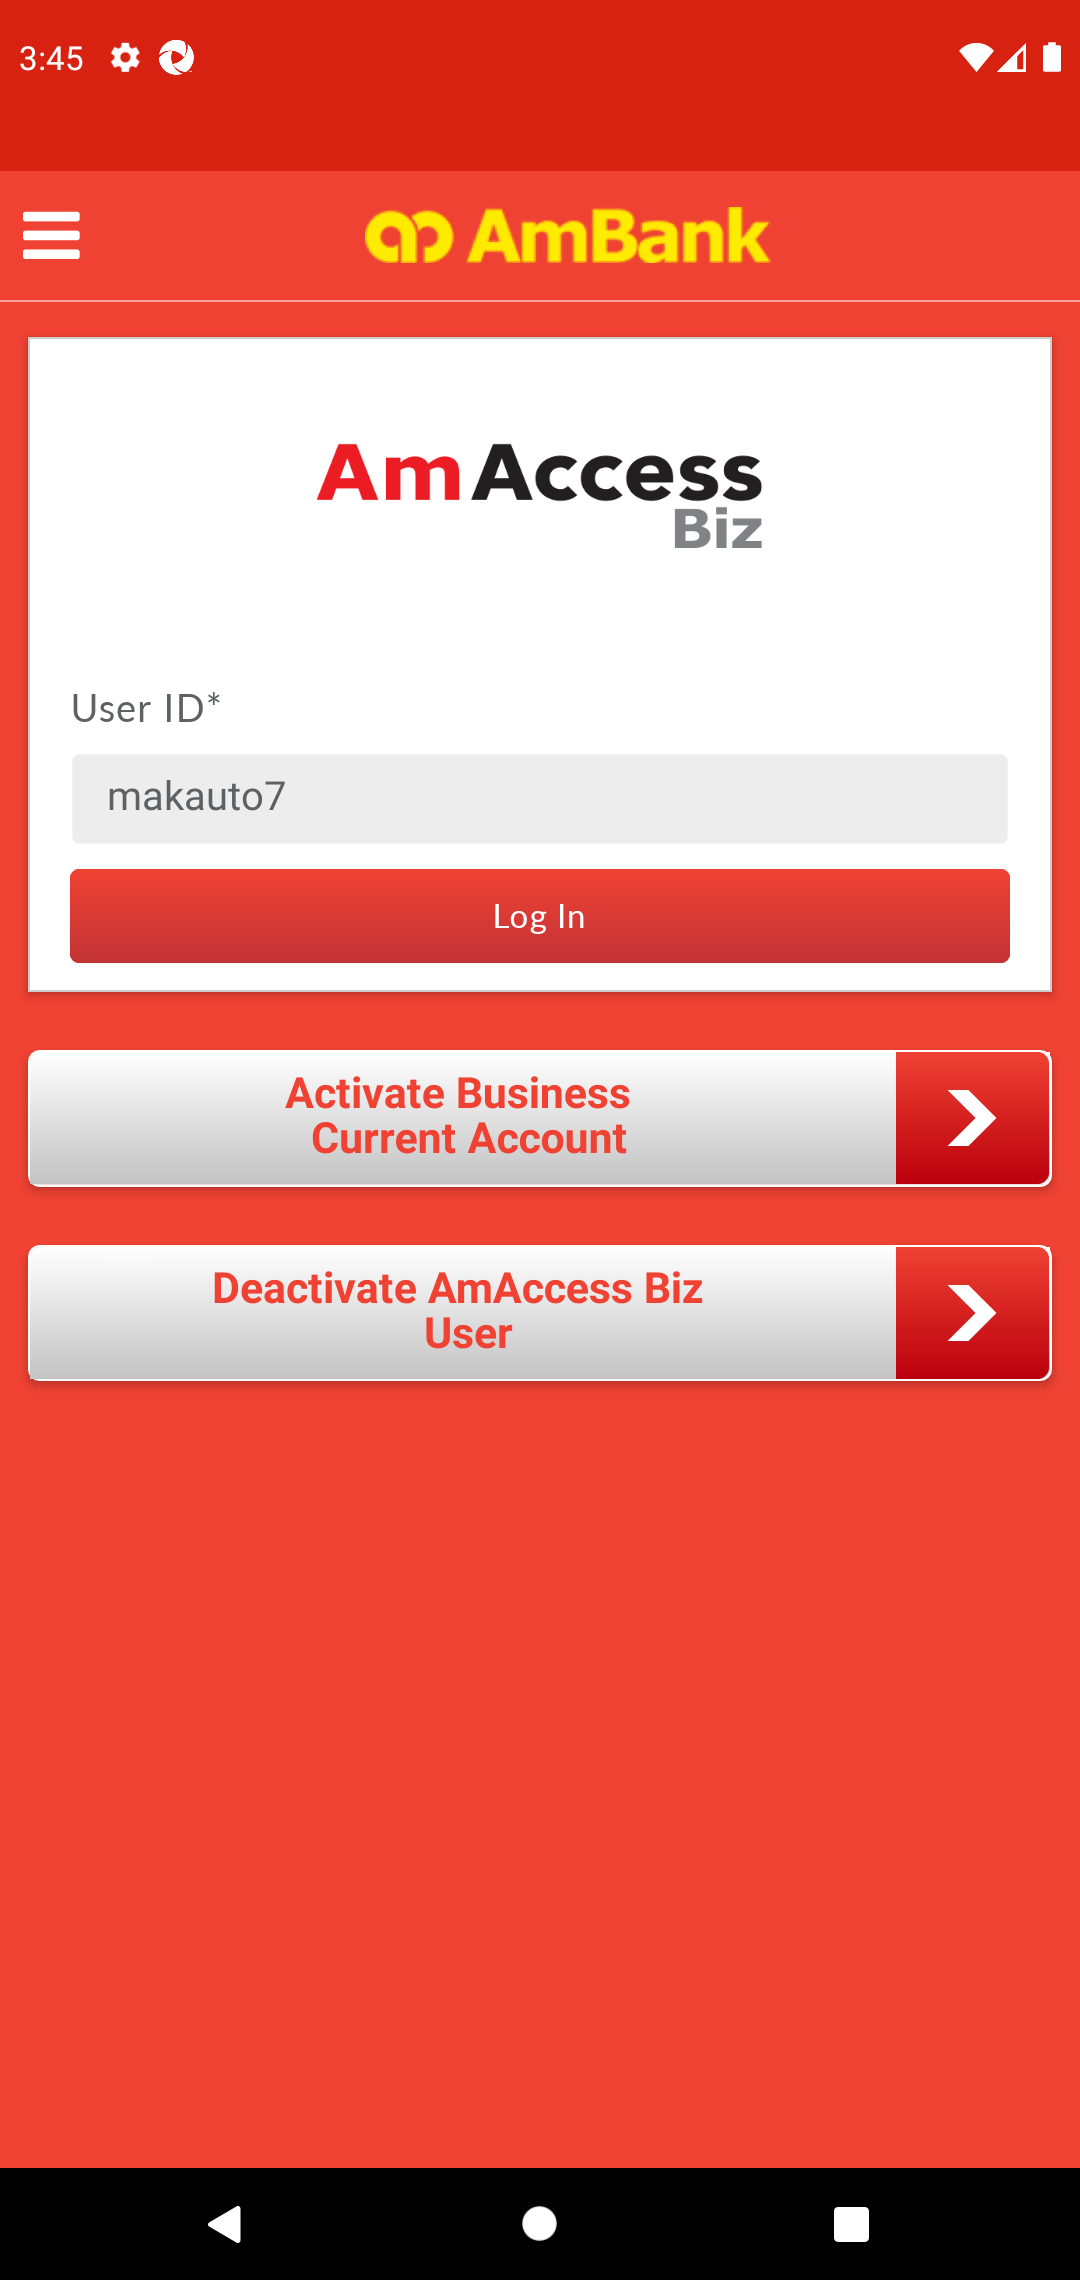 3:45
AmBank
AmAccess
Biz
User ID*
makauto7
Log In
Activate Business
Current Account
Deactivate AmAccess Biz
User